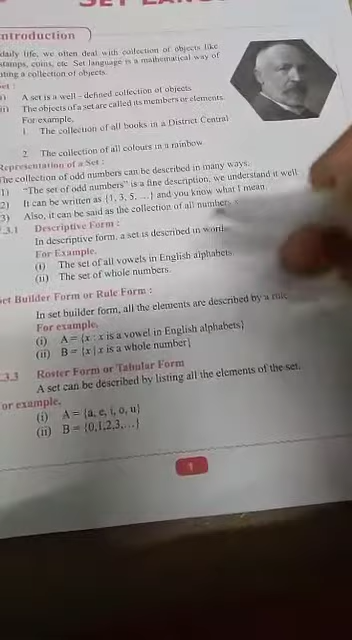 SET LANG
ntroduction
daily life, we often deal with collection of objects like
stamps, coins, etc. Set language is a mathematical way of
ting a collection of objects.
et :
i) A set is a well - defined collection of objects
ii) The objects of a set are called its members or elements.
For example,
1. The collection of all books in a District Central
2. The collection of all colours in a rainbow.
Representation of a Set :
The collection of odd numbers can be described in many ways.
1) "The set of odd numbers" is a fine description, we understand it well
2) It can be written as {1, 3, 5, ...} and you know what I mean.
3) Also, it can be said as the collection of all numbers
.3.1 Descriptive Form :
In descriptive form, a set is described in word
For Example,
(i) The set of all vowels in English alphabets.
(ii) The set of whole numbers.
et Builder Form or Rule Form :
In set builder form, all the elements are described by a rule
For example,
(i) A = {x : x is a vowel in English alphabets}
(ii) B = {x | x is a whole number}
.3.3 Roster Form or Tabular Form
A set can be described by listing all the elements of the set.
or example,
(i) A = {a, e, i, o, u}
(ii) B = {0,1,2,3,...}
1